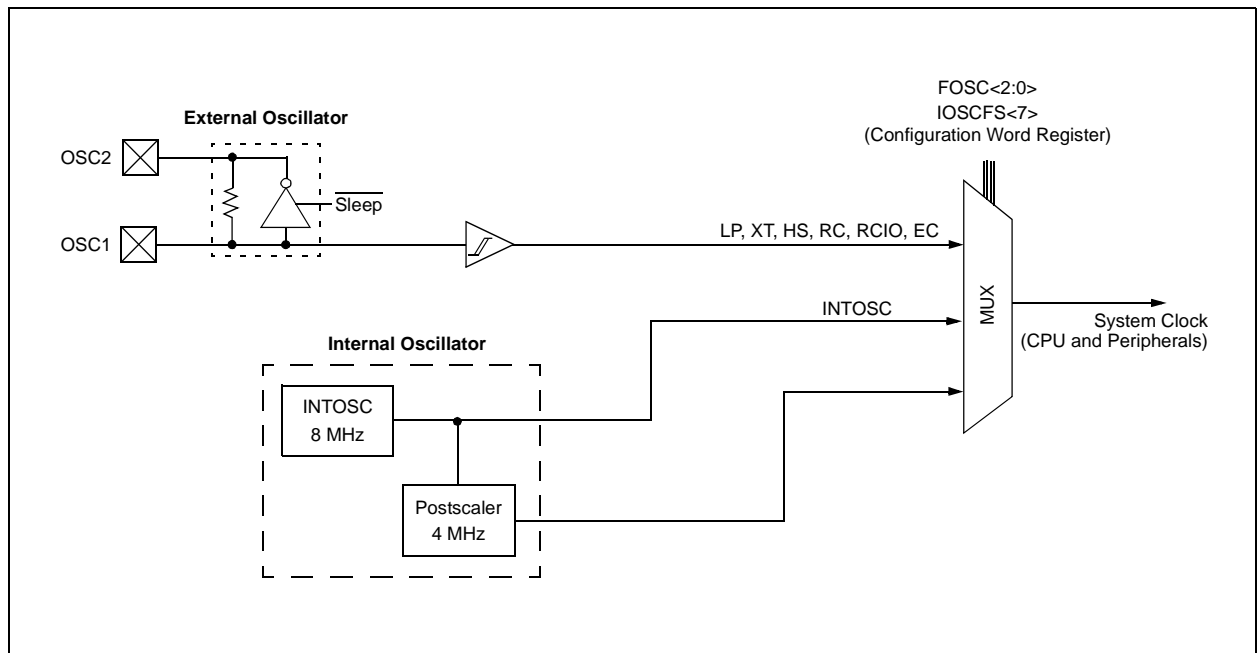 FOSC<2:0>
IOSCFS<7>
(Configuration Word Register)
External Oscillator
OSC2
Sleep
OSC1
LP, XT, HS, RC, RCIO, EC
MUX
INTOSC
System Clock
(CPU and Peripherals)
Internal Oscillator
INTOSC
8 MHz
Postscaler
4 MHz